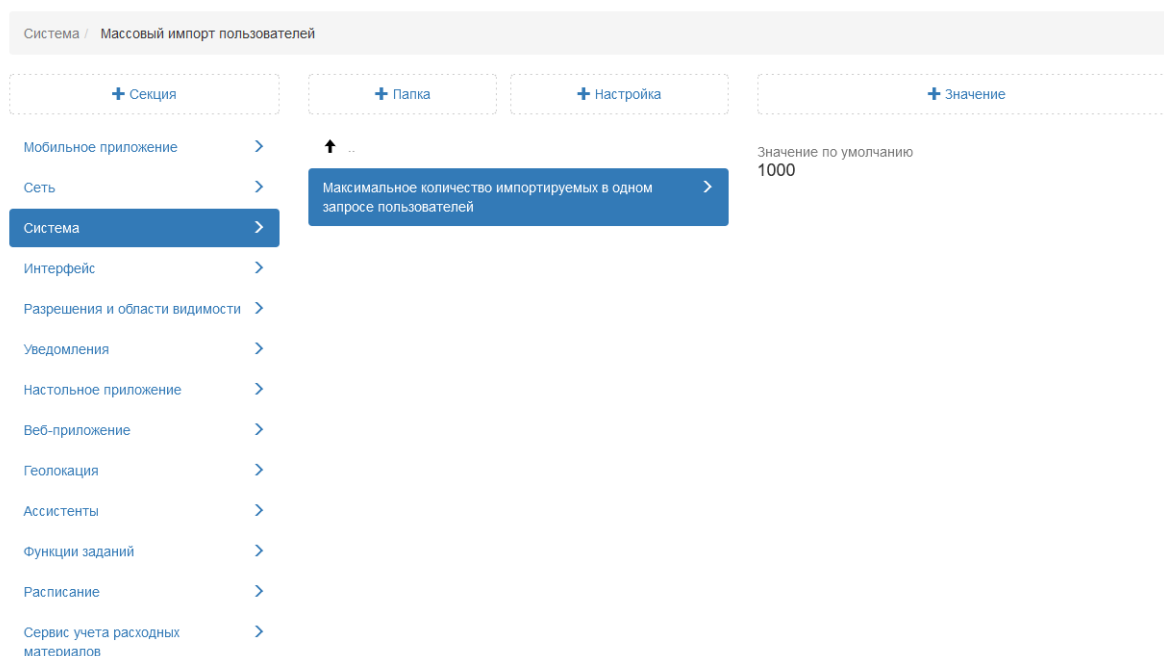 Система / Массовый импорт пользователей
+ Секция
+ Папка
+ Настройка
+ Значение
Мобильное приложение
Сеть
Система
Интерфейс
Разрешения и области видимости
Уведомления
Настольное приложение
Веб-приложение
Геолокация
Ассистенты
Функции заданий
Расписание
Сервис учета расходных
материалов
..
Максимальное количество импортируемых в одном
запросе пользователей
Значение по умолчанию
1000